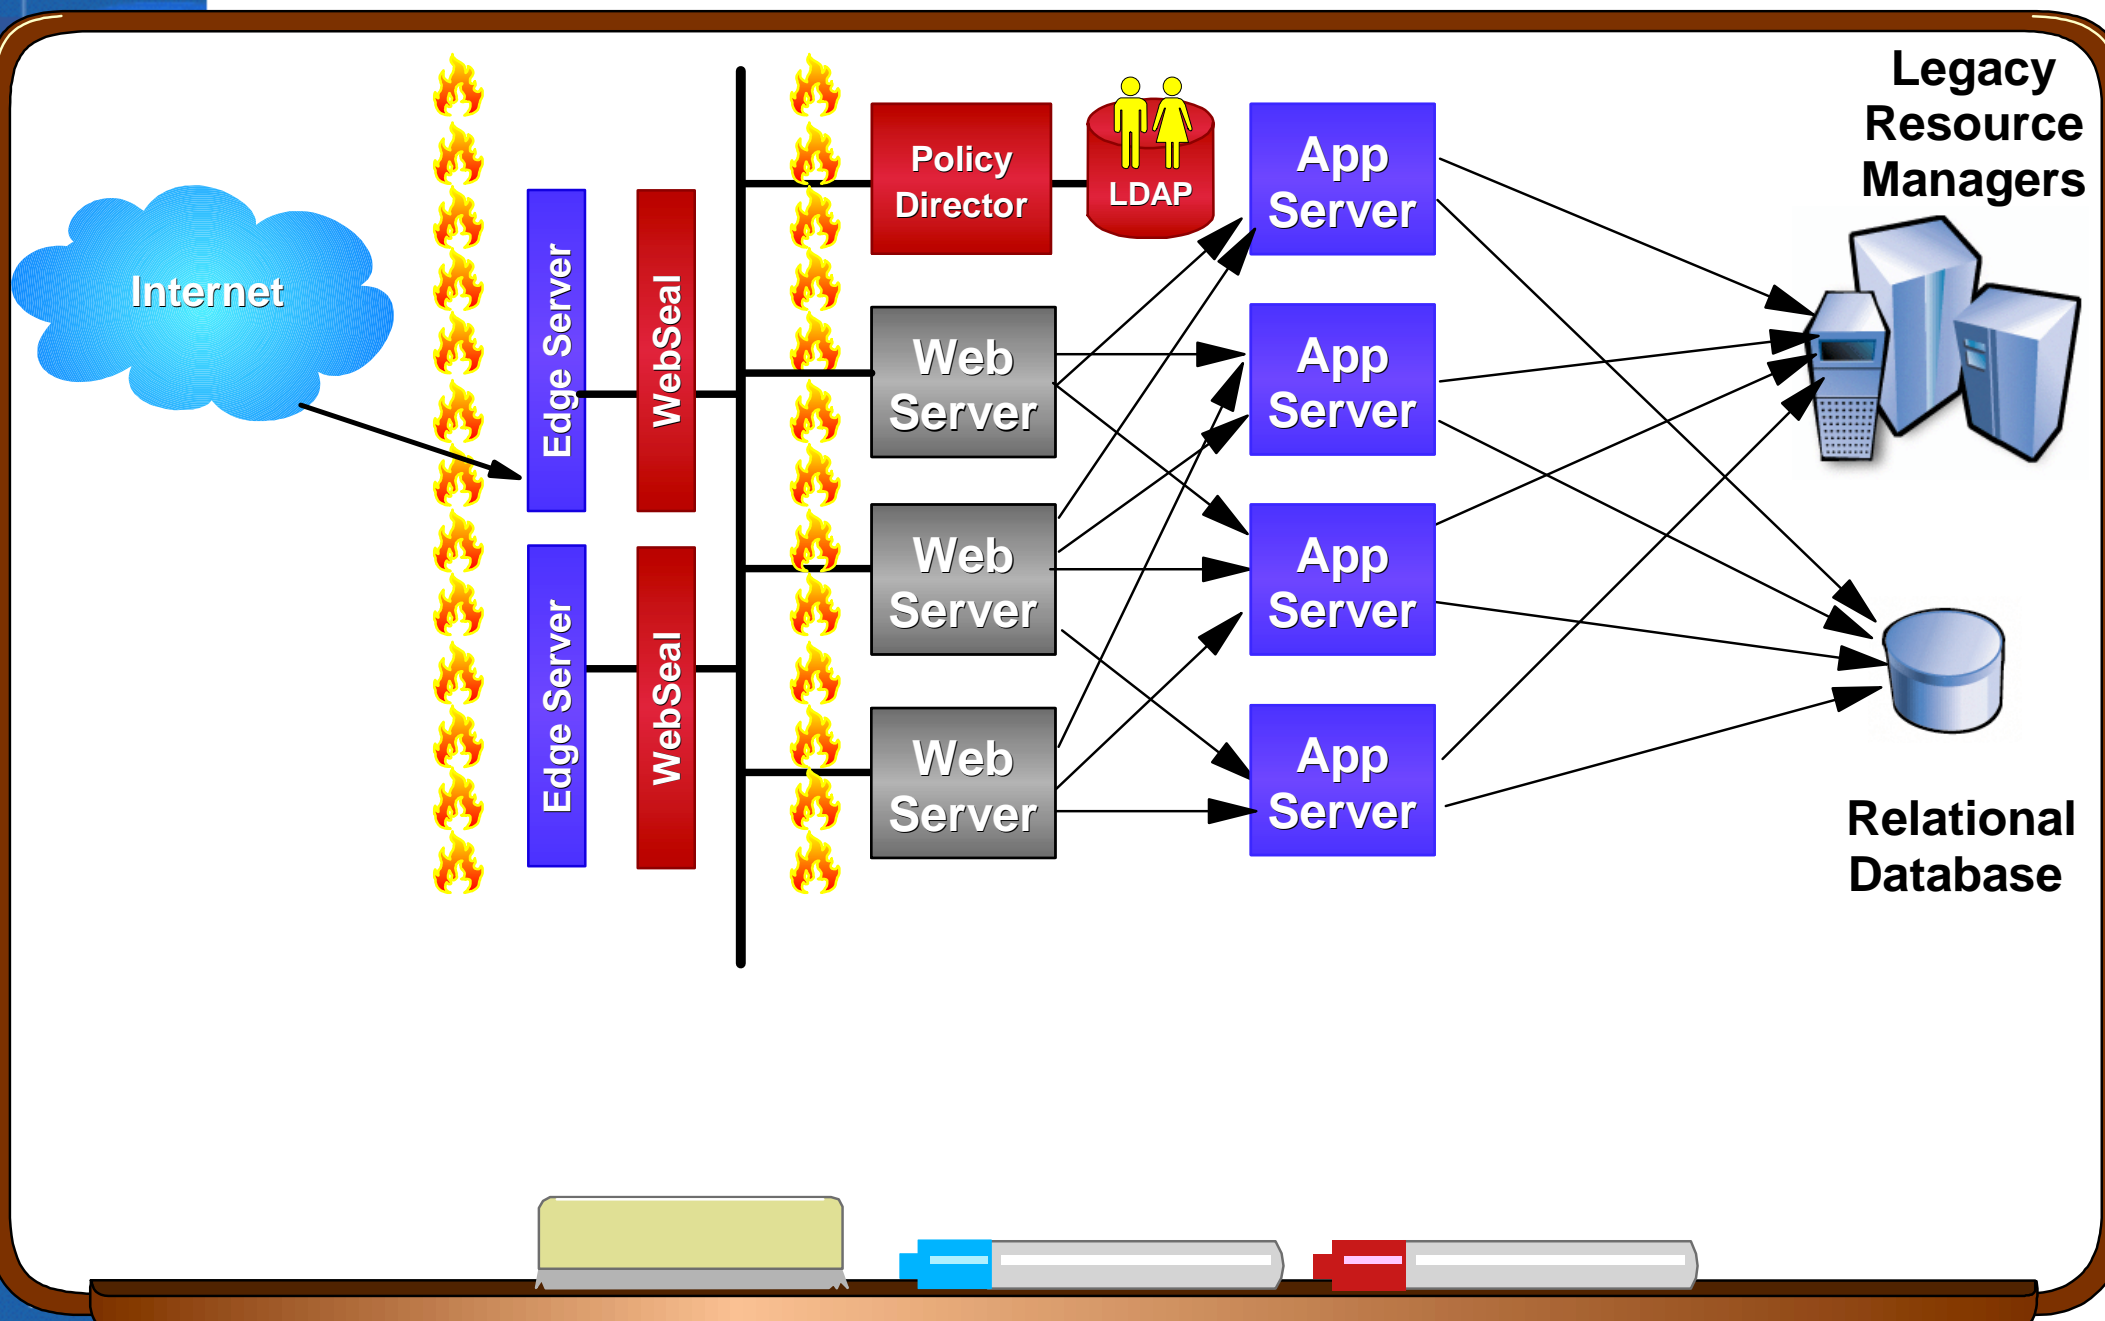 Internet
Edge Server
WebSeal
Edge Server
WebSeal
Policy
Director
LDAP
Web
Server
Web
Server
Web
Server
App
Server
App
Server
App
Server
App
Server
Legacy
Resource
Managers
Relational
Database